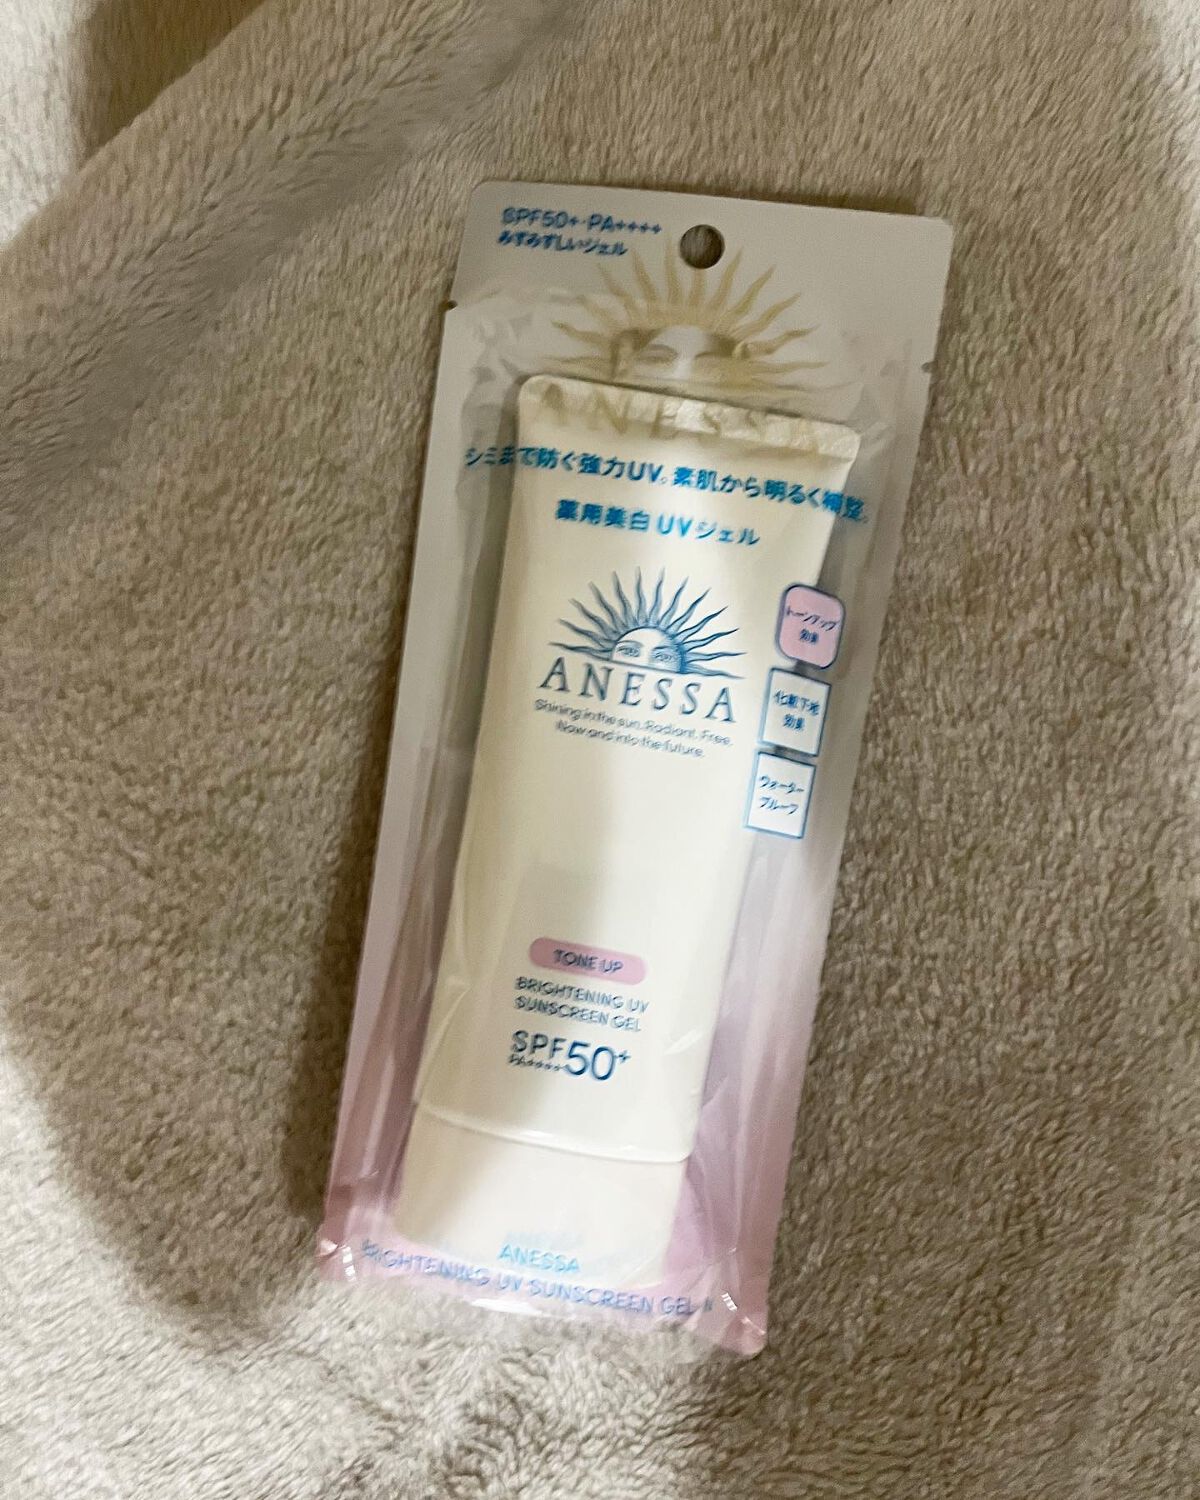 SPF50+・PA++++
みずみずしいジェル
ANESSA
シミまで防ぐ強力UV。素肌から明るく補整。
薬用美白 UVジェル
トーンアップ
効果
ANESSA
化粧下地
効果
Shining in the sun. Radiant. Free.
Now and into the future.
ウォーター
プルーフ
TONE UP
BRIGHTENING UV
SUNSCREEN GEL
SPF50+
PA++++
ANESSA
BRIGHTENING UV SUNSCREEN GEL N